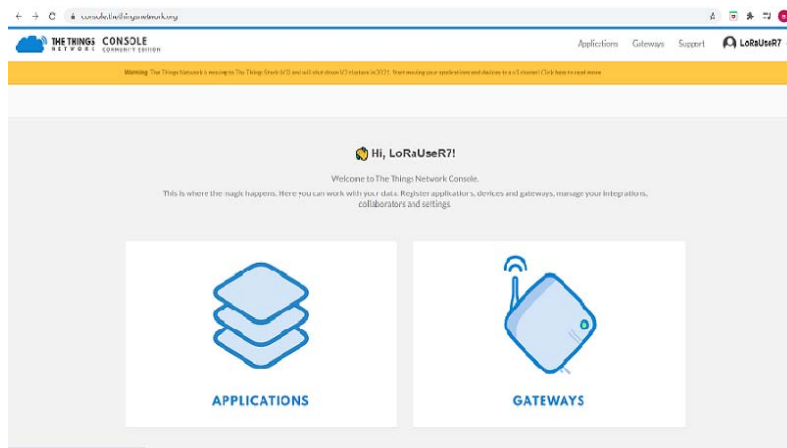 console.thethingsnetwork.org
THE THINGS
NETWORK
CONSOLE
COMMUNITY EDITION
Applications Gateways Support LoRaUseR7
Warning: The Things Network is moving to The Things Stack (V3) and will shut down V2 clusters in 2021. Start moving your applications and devices to a v3 cluster! Click here to read more
Hi, LoRaUseR7!
Welcome to The Things Network Console.
This is where the magic happens. Here you can work with your data. Register applications, devices and gateways, manage your integrations,
collaborators and settings
APPLICATIONS
GATEWAYS